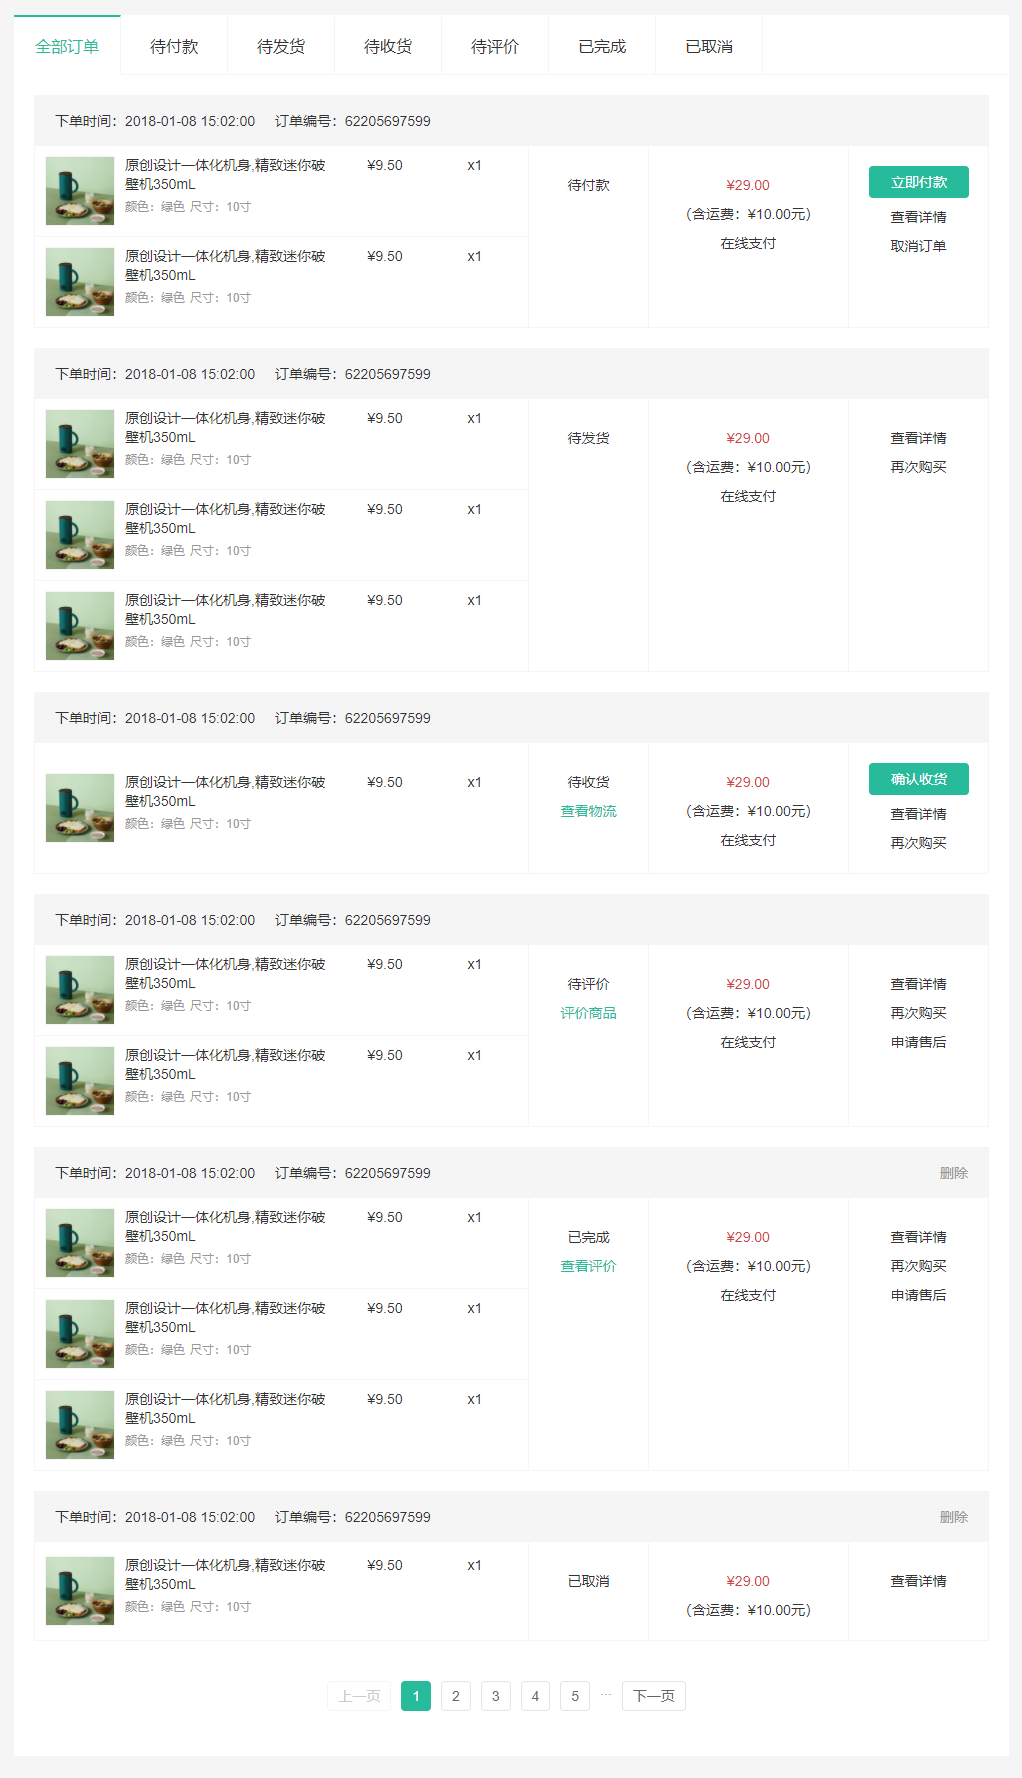 全部订单 待付款 待发货 待收货 待评价 已完成 已取消
下单时间：2018-01-08 15:02:00 订单编号：62205697599
原创设计一体化机身,精致迷你破 ¥9.50 x1
壁机350mL
颜色：绿色 尺寸：10寸
待付款
¥29.00
（含运费：¥10.00元）
在线支付
立即付款
查看详情
取消订单
原创设计一体化机身,精致迷你破 ¥9.50 x1
壁机350mL
颜色：绿色 尺寸：10寸
下单时间：2018-01-08 15:02:00 订单编号：62205697599
原创设计一体化机身,精致迷你破 ¥9.50 x1
壁机350mL
颜色：绿色 尺寸：10寸
待发货
¥29.00
（含运费：¥10.00元）
在线支付
查看详情
再次购买
原创设计一体化机身,精致迷你破 ¥9.50 x1
壁机350mL
颜色：绿色 尺寸：10寸
原创设计一体化机身,精致迷你破 ¥9.50 x1
壁机350mL
颜色：绿色 尺寸：10寸
下单时间：2018-01-08 15:02:00 订单编号：62205697599
原创设计一体化机身,精致迷你破 ¥9.50 x1
壁机350mL
颜色：绿色 尺寸：10寸
待收货
查看物流
¥29.00
（含运费：¥10.00元）
在线支付
确认收货
查看详情
再次购买
下单时间：2018-01-08 15:02:00 订单编号：62205697599
原创设计一体化机身,精致迷你破 ¥9.50 x1
壁机350mL
颜色：绿色 尺寸：10寸
待评价
评价商品
¥29.00
（含运费：¥10.00元）
在线支付
查看详情
再次购买
申请售后
原创设计一体化机身,精致迷你破 ¥9.50 x1
壁机350mL
颜色：绿色 尺寸：10寸
下单时间：2018-01-08 15:02:00 订单编号：62205697599 删除
原创设计一体化机身,精致迷你破 ¥9.50 x1
壁机350mL
颜色：绿色 尺寸：10寸
已完成
查看评价
¥29.00
（含运费：¥10.00元）
在线支付
查看详情
再次购买
申请售后
原创设计一体化机身,精致迷你破 ¥9.50 x1
壁机350mL
颜色：绿色 尺寸：10寸
原创设计一体化机身,精致迷你破 ¥9.50 x1
壁机350mL
颜色：绿色 尺寸：10寸
下单时间：2018-01-08 15:02:00 订单编号：62205697599 删除
原创设计一体化机身,精致迷你破 ¥9.50 x1
壁机350mL
颜色：绿色 尺寸：10寸
已取消
¥29.00
（含运费：¥10.00元）
查看详情
上一页 1 2 3 4 5 ··· 下一页